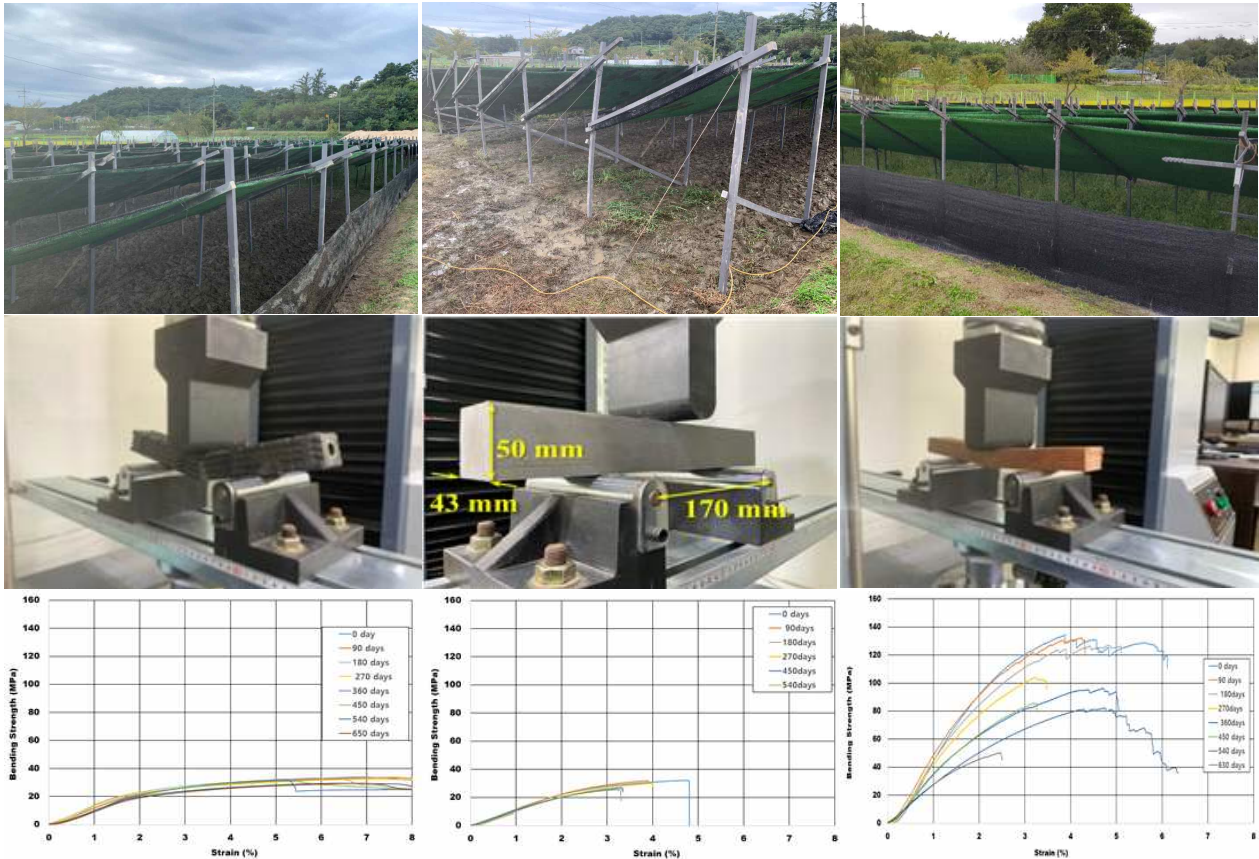 50 mm
43 mm
170 mm
Bending Strength (MPa)
160
140
120
100
80
60
40
20
0
0 1 2 3 4 5 6 7 8
Strain (%)
0 day
90 days
180 days
270 days
360 days
450 days
540 days
650 days
Bending Strength (MPa)
160
140
120
100
80
60
40
20
0
0 1 2 3 4 5 6 7 8
Strain (%)
0 days
90days
180days
270days
450days
540days
Bending Strength (MPa)
160
140
120
100
80
60
40
20
0
0 1 2 3 4 5 6 7 8
Strain (%)
0 days
90 days
180days
270days
360days
450 days
540 days
650 days